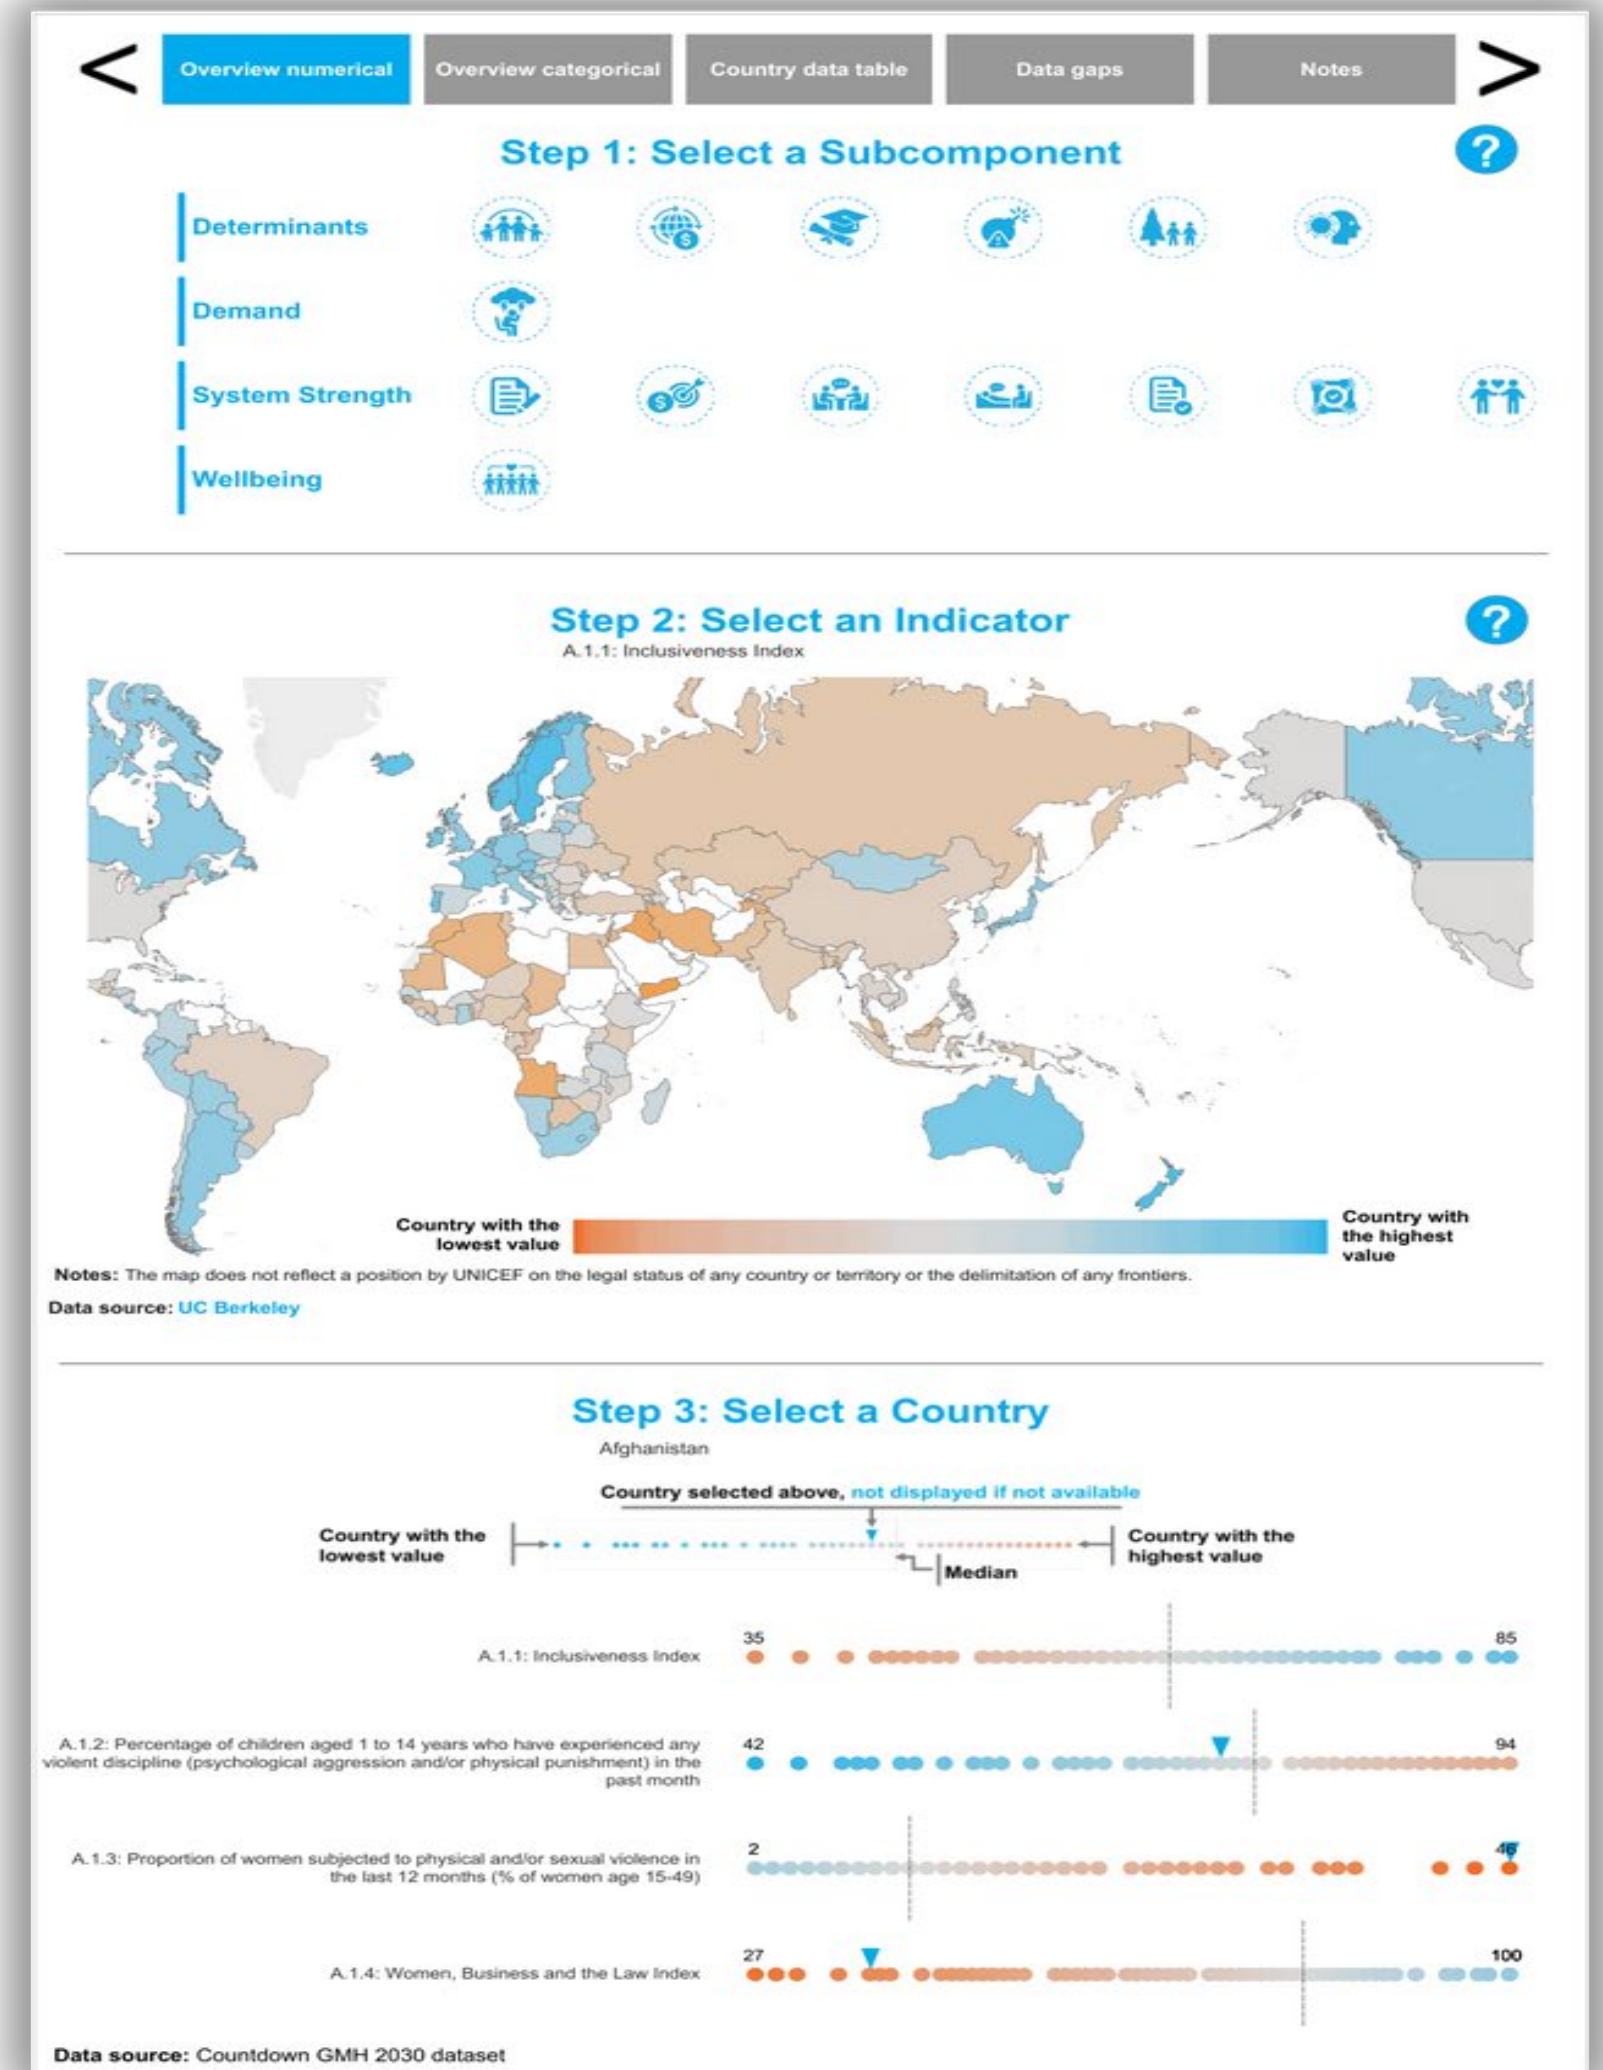 < Overview numerical Overview categorical Country data table Data gaps Notes >
Step 1: Select a Subcomponent ?
Determinants
Demand
System Strength
Wellbeing
Step 2: Select an Indicator ?
A.1.1: Inclusiveness Index
Country with the
lowest value
Country with
the highest
value
Notes: The map does not reflect a position by UNICEF on the legal status of any country or territory or the delimitation of any frontiers.
Data source: UC Berkeley
Step 3: Select a Country
Afghanistan
Country selected above, not displayed if not available
Country with the
lowest value
Country with the
highest value
Median
A.1.1: Inclusiveness Index
35 85
A.1.2: Percentage of children aged 1 to 14 years who have experienced any
violent discipline (psychological aggression and/or physical punishment) in the
past month
42 94
A.1.3: Proportion of women subjected to physical and/or sexual violence in
the last 12 months (% of women age 15-49)
2 46
A.1.4: Women, Business and the Law Index
27 100
Data source: Countdown GMH 2030 dataset